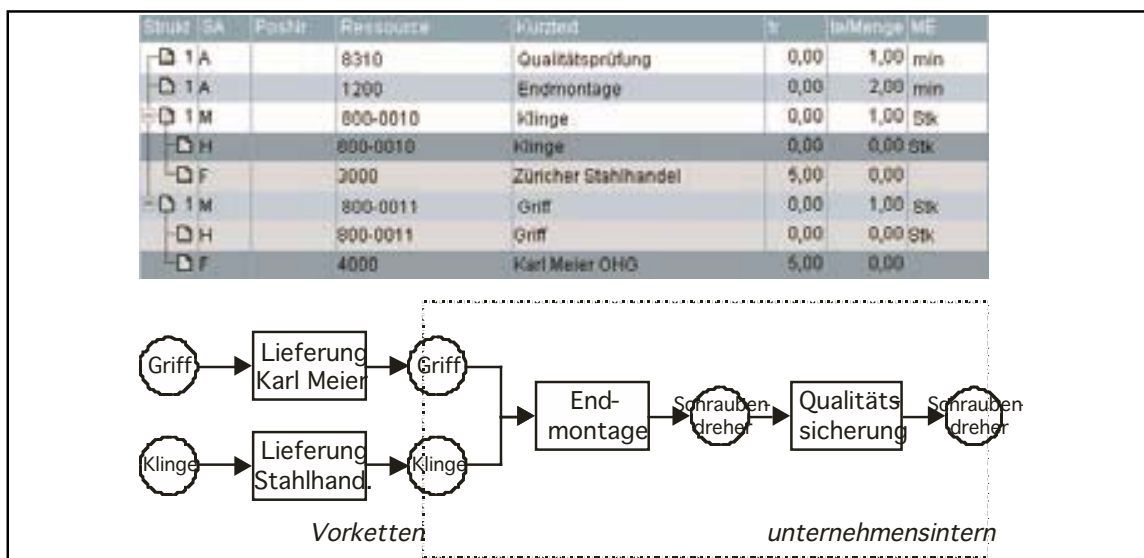 Strukt SA PosNr Ressource Kurztext tr te/Menge ME
1 A 8310 Qualitätsprüfung 0,00 1,00 min
1 A 1200 Endmontage 0,00 2,00 min
1 M 800-0010 Klinge 0,00 1,00 Stk
H 800-0010 Klinge 0,00 0,00 Stk
F 3000 Züricher Stahlhandel 5,00 0,00
1 M 800-0011 Griff 0,00 1,00 Stk
H 800-0011 Griff 0,00 0,00 Stk
F 4000 Karl Meier OHG 5,00 0,00
Griff
Lieferung
Karl Meier
Griff
Klinge
Lieferung
Stahlhand.
Klinge
End-
montage
Schrauben-
dreher
Qualitäts
sicherung
Schrauben
dreher
Vorketten
unternehmensintern